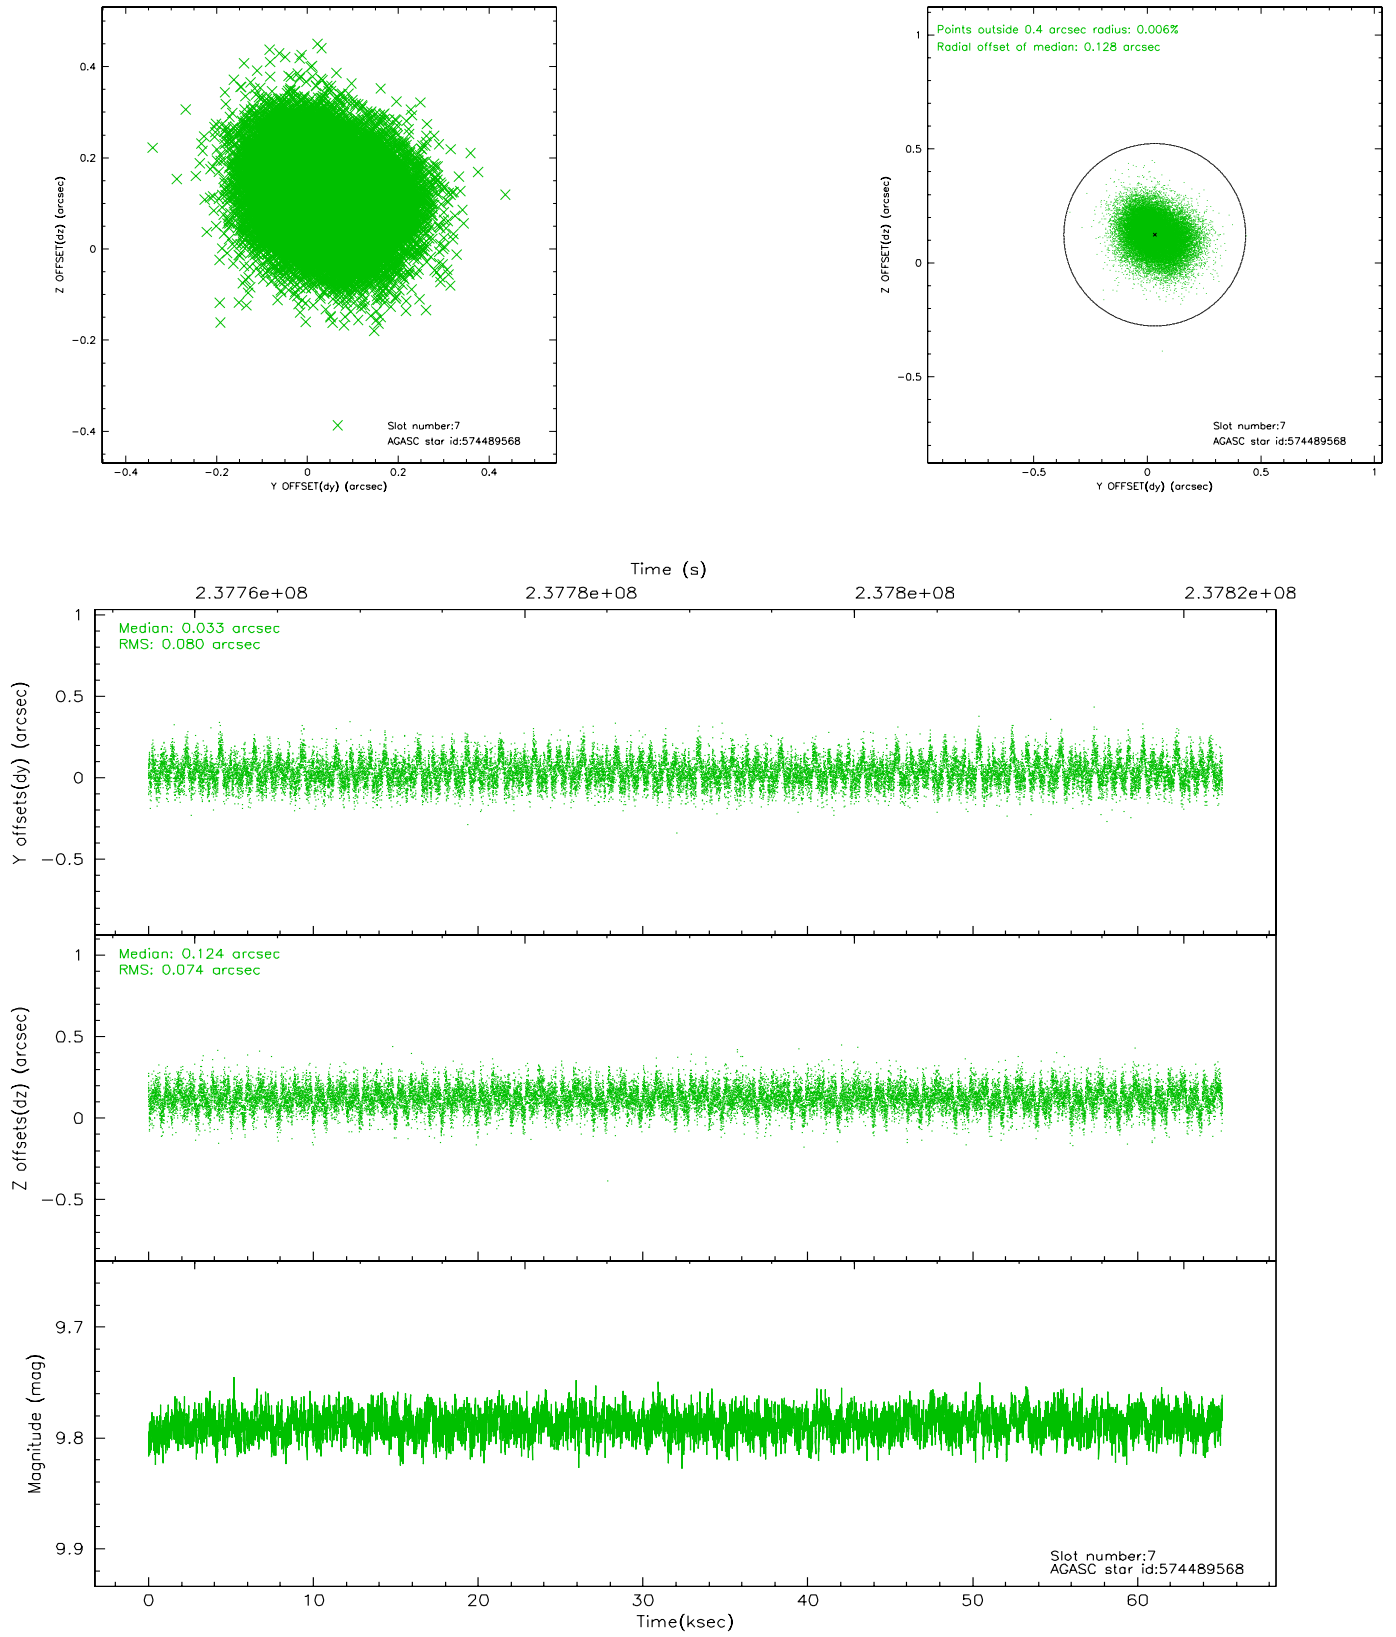 0.4
0.2
0
−0.2
−0.4
Z OFFSET(dz) (arcsec)
Slot number:7
AGASC star id:574489568
−0.4
−0.2
0
0.2
0.4
Y OFFSET(dy) (arcsec)
Points outside 0.4 arcsec radius: 0.006%
Radial offset of median: 0.128 arcsec
1
0.5
0
−0.5
Z OFFSET(dz) (arcsec)
Slot number:7
AGASC star id:574489568
−0.5
0
0.5
1
Y OFFSET(dy) (arcsec)
Time (s)
2.3776e+08
2.3778e+08
2.378e+08
2.3782e+08
Median: 0.033 arcsec
RMS: 0.080 arcsec
1
0.5
0
−0.5
Y offsets(dy) (arcsec)
Median: 0.124 arcsec
RMS: 0.074 arcsec
1
0.5
0
−0.5
Z offsets(dz) (arcsec)
9.7
9.8
9.9
Magnitude (mag)
Slot number:7
AGASC star id:574489568
0
10
20
30
40
50
60
Time(ksec)